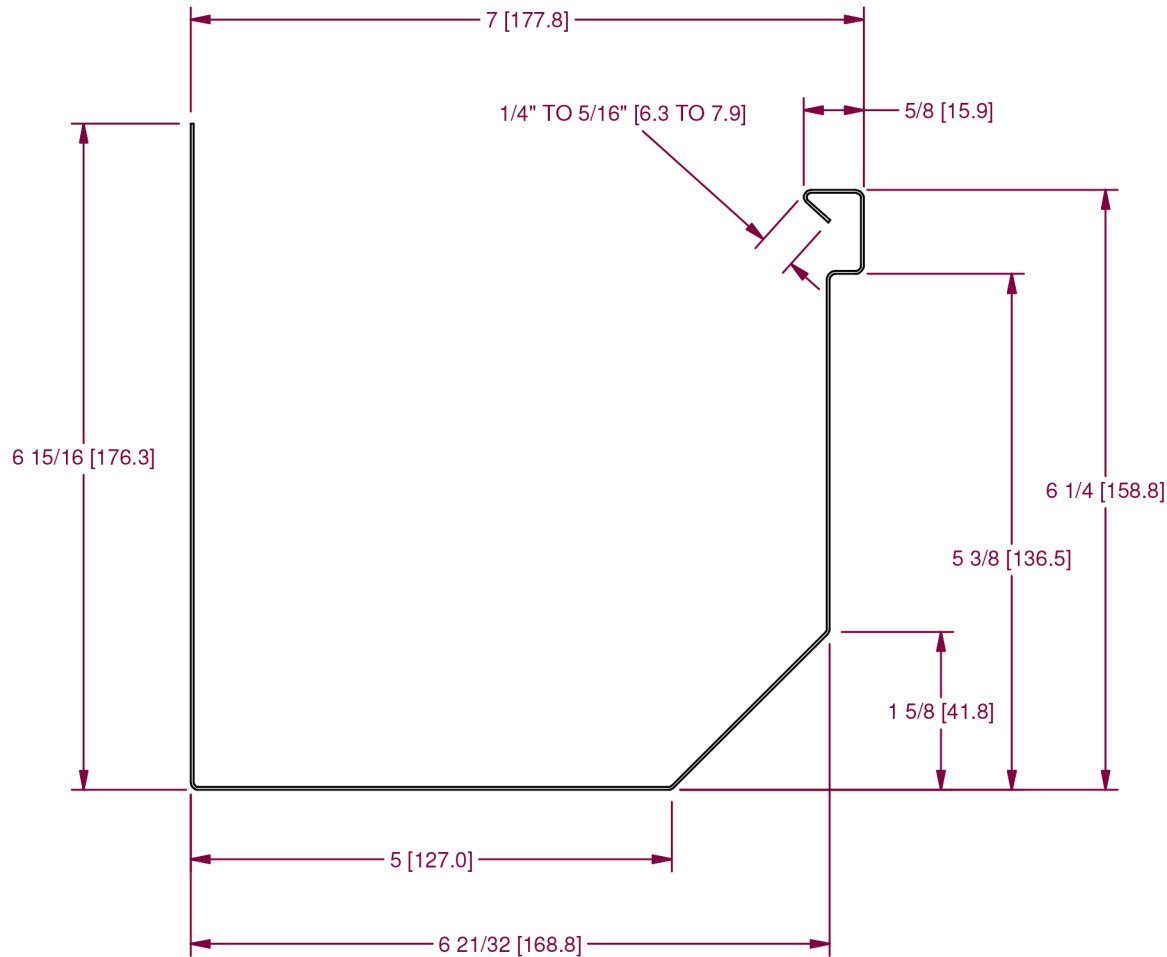 7 [177.8]
1/4" TO 5/16" [6.3 TO 7.9]
5/8 [15.9]
6 15/16 [176.3]
6 1/4 [158.8]
5 3/8 [136.5]
1 5/8 [41.8]
5 [127.0]
6 21/32 [168.8]